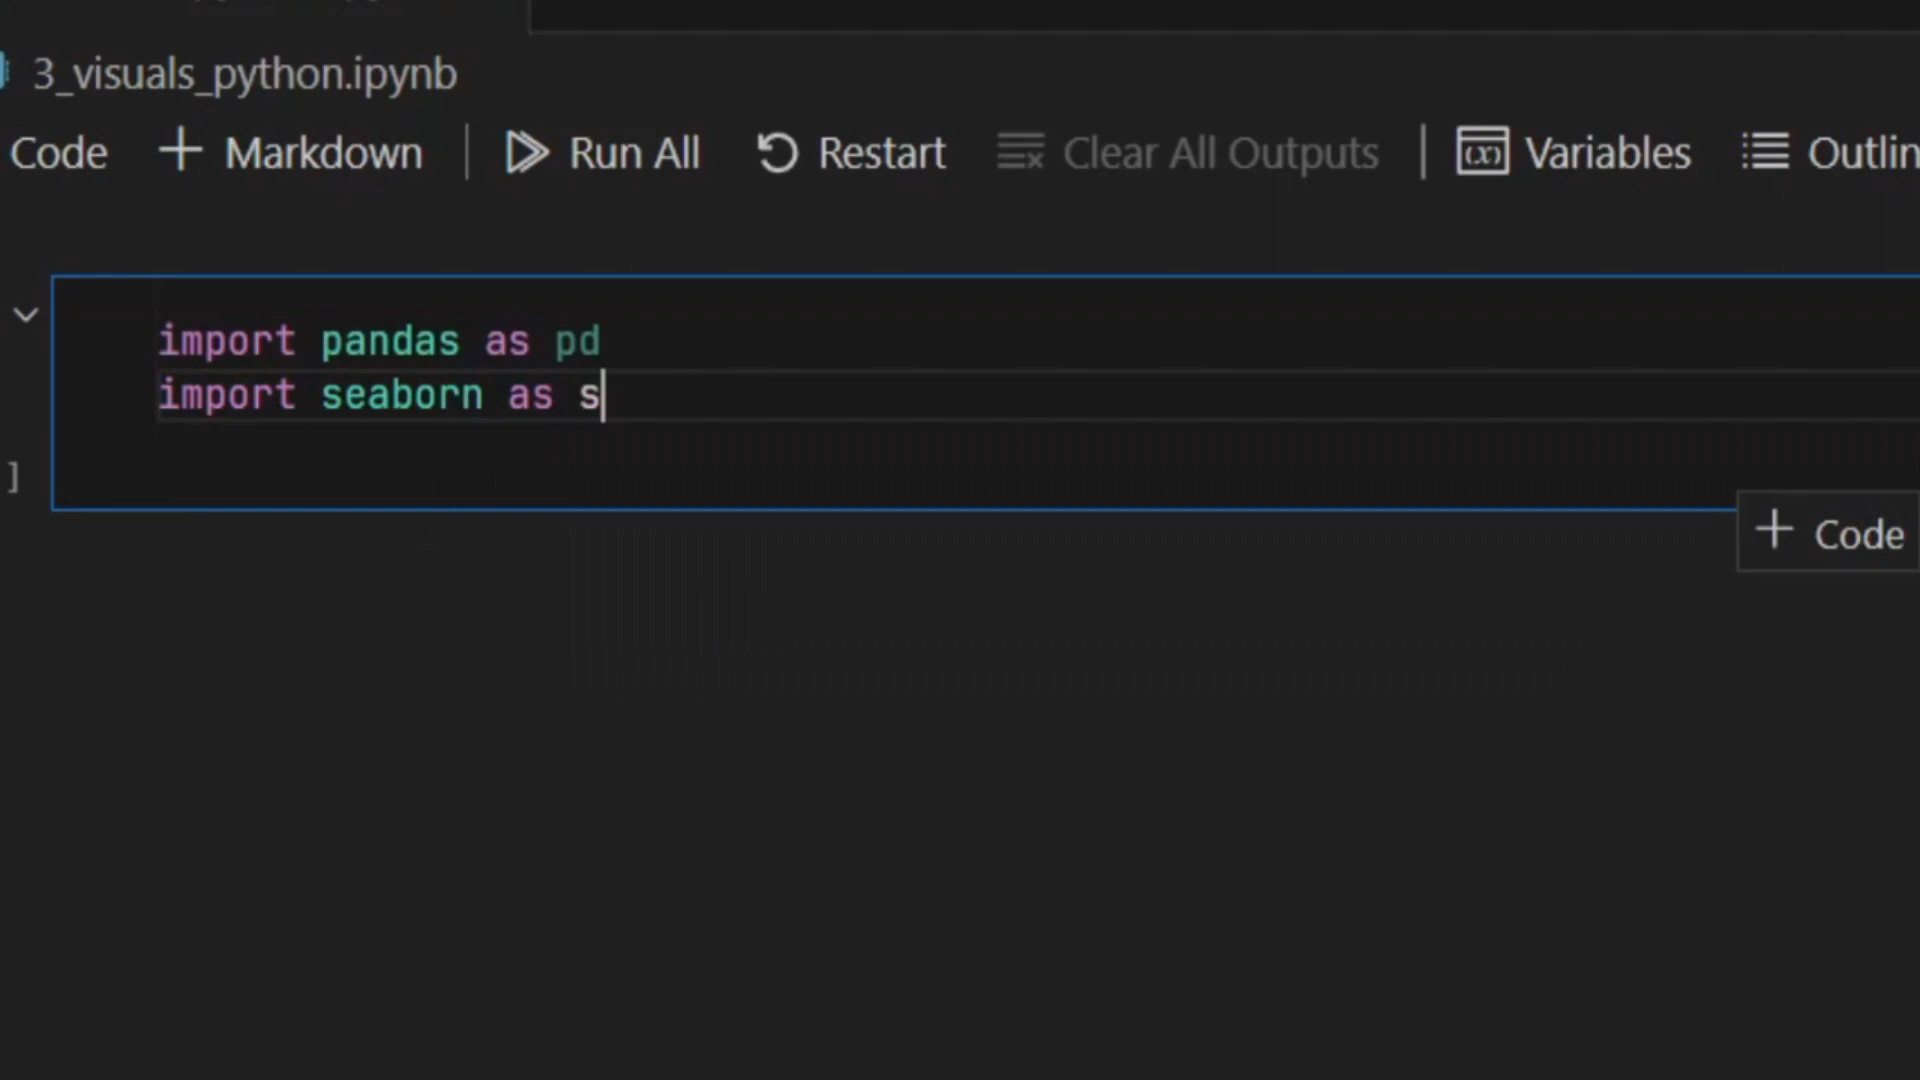 3_visuals_python.ipynb
Code Markdown Run All Restart Clear All Outputs Variables Outlin
import pandas as pd
import seaborn as s
]
Code